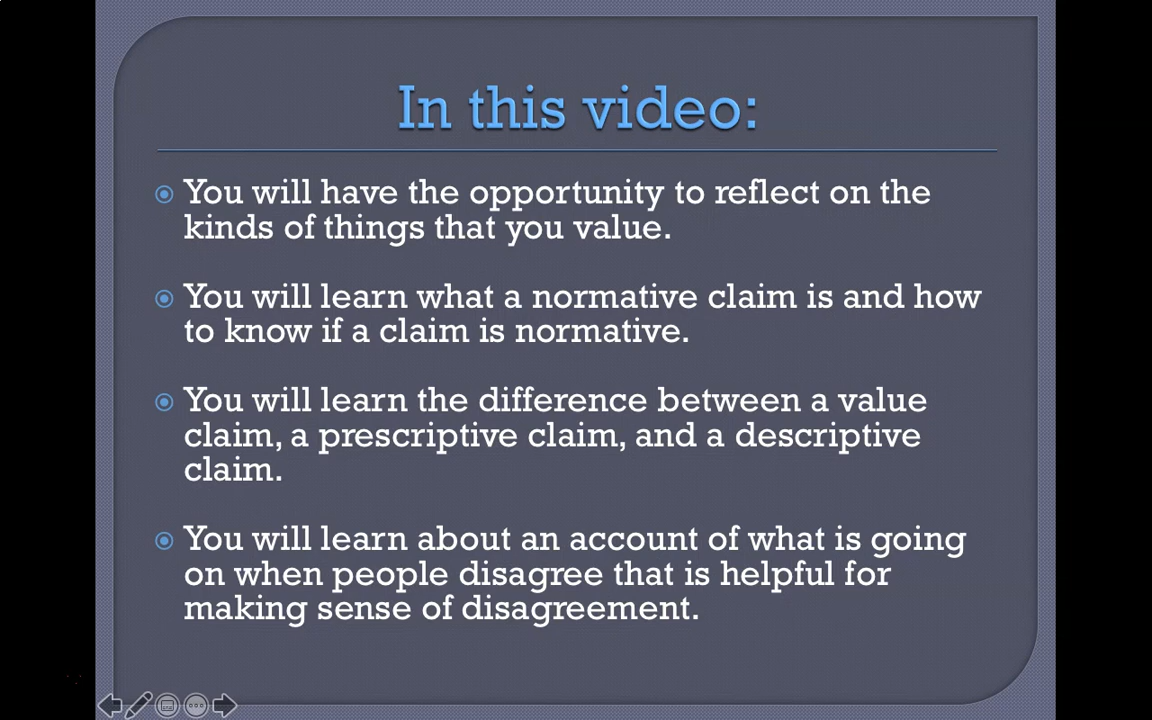 In this video:
You will have the opportunity to reflect on the
kinds of things that you value.
You will learn what a normative claim is and how
to know if a claim is normative.
You will learn the difference between a value
claim, a prescriptive claim, and a descriptive
claim.
You will learn about an account of what is going
on when people disagree that is helpful for
making sense of disagreement.